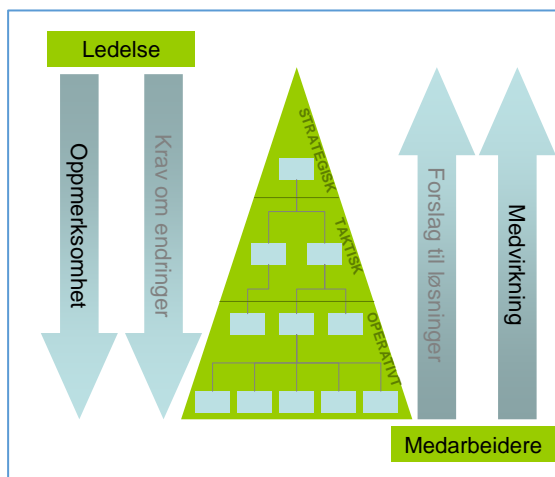 Ledelse
Oppmerksomhet
Krav om endringer
STRATEGISK
TAKTISK
OPERATIVT
Forslag til løsninger
Medvirkning
Medarbeidere